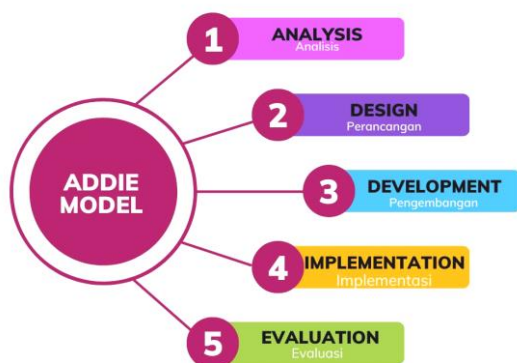 ADDIE
MODEL
1
ANALYSIS
Analisis
2
DESIGN
Perancangan
3
DEVELOPMENT
Pengembangan
4
IMPLEMENTATION
Implementasi
5
EVALUATION
Evaluasi